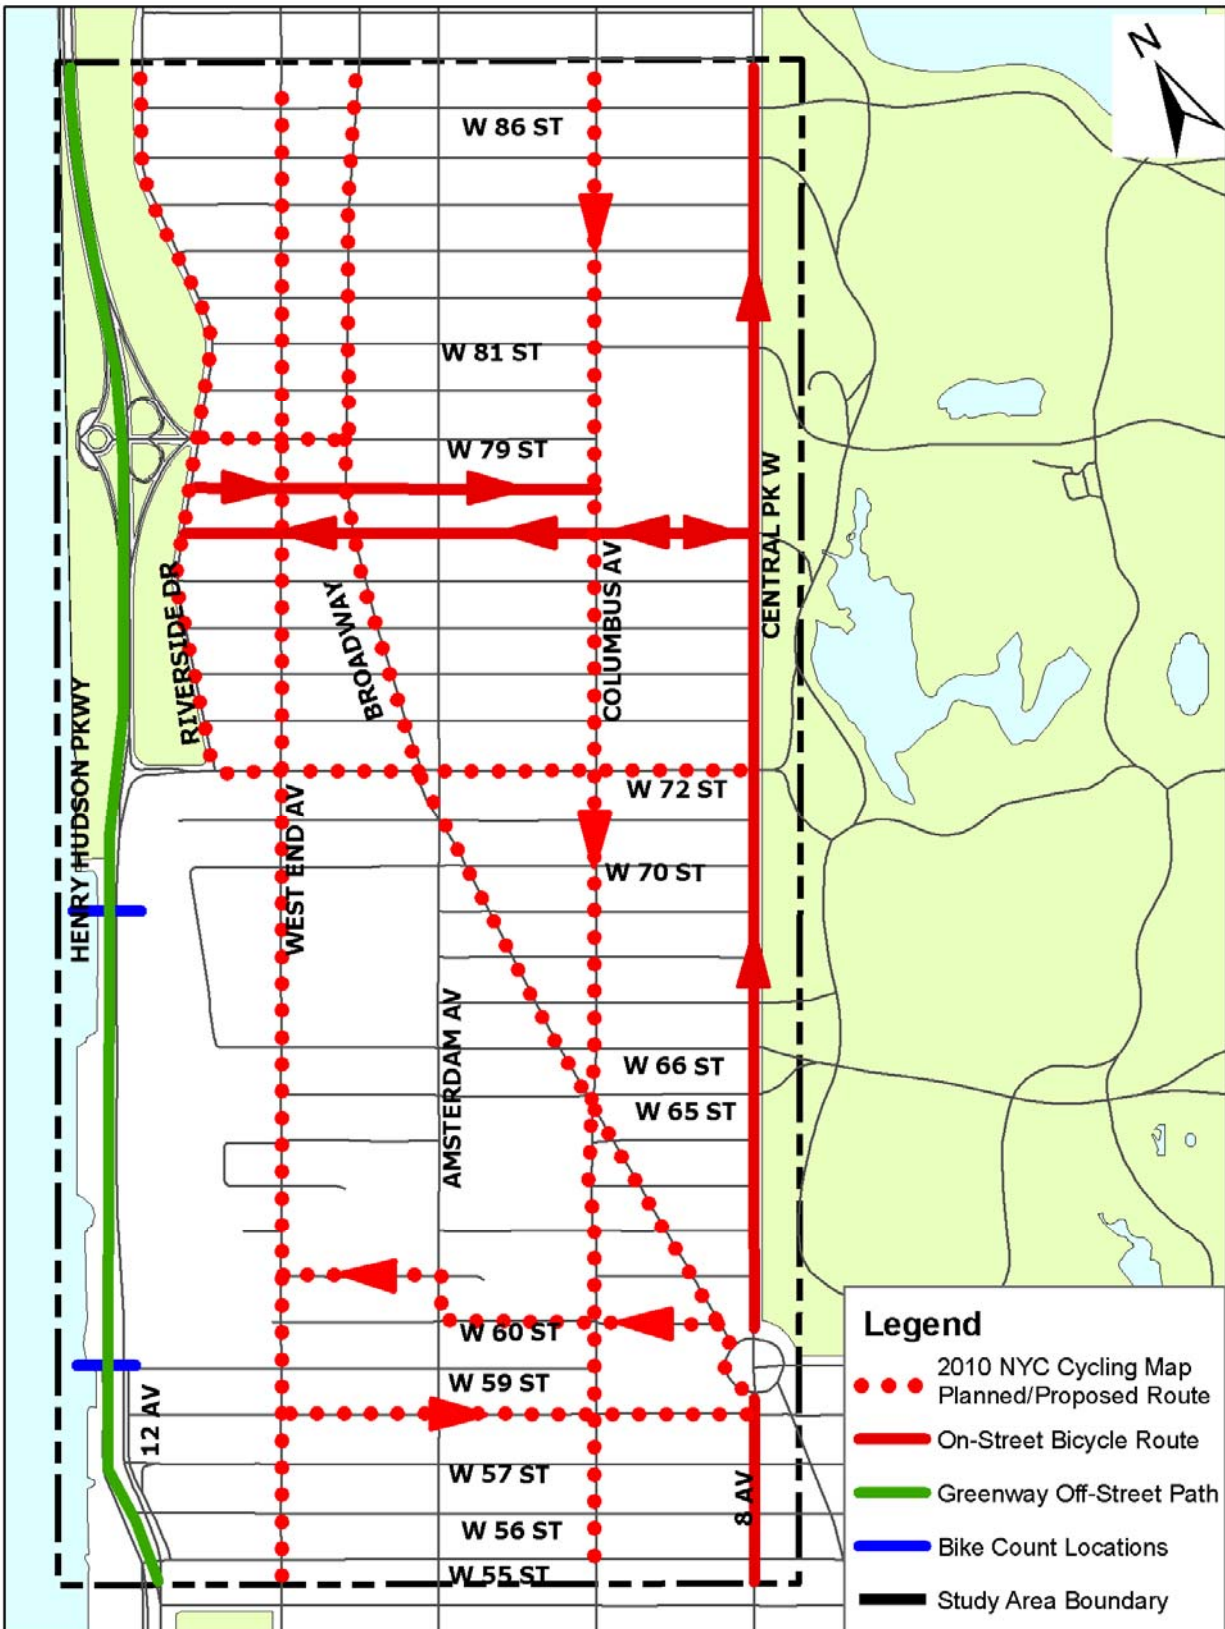 N
W 86 ST
W 81 ST
W 79 ST
CENTRAL PK W
COLUMBUS AV
RIVERSIDE DR
BROADWAY
HENRY HUDSON PKWY
W 72 ST
WEST END AV
W 70 ST
AMSTERDAM AV
W 66 ST
W 65 ST
W 60 ST
W 59 ST
12 AV
W 57 ST
8 AV
W 56 ST
W 55 ST
Legend
2010 NYC Cycling Map
Planned/Proposed Route
On-Street Bicycle Route
Greenway Off-Street Path
Bike Count Locations
Study Area Boundary